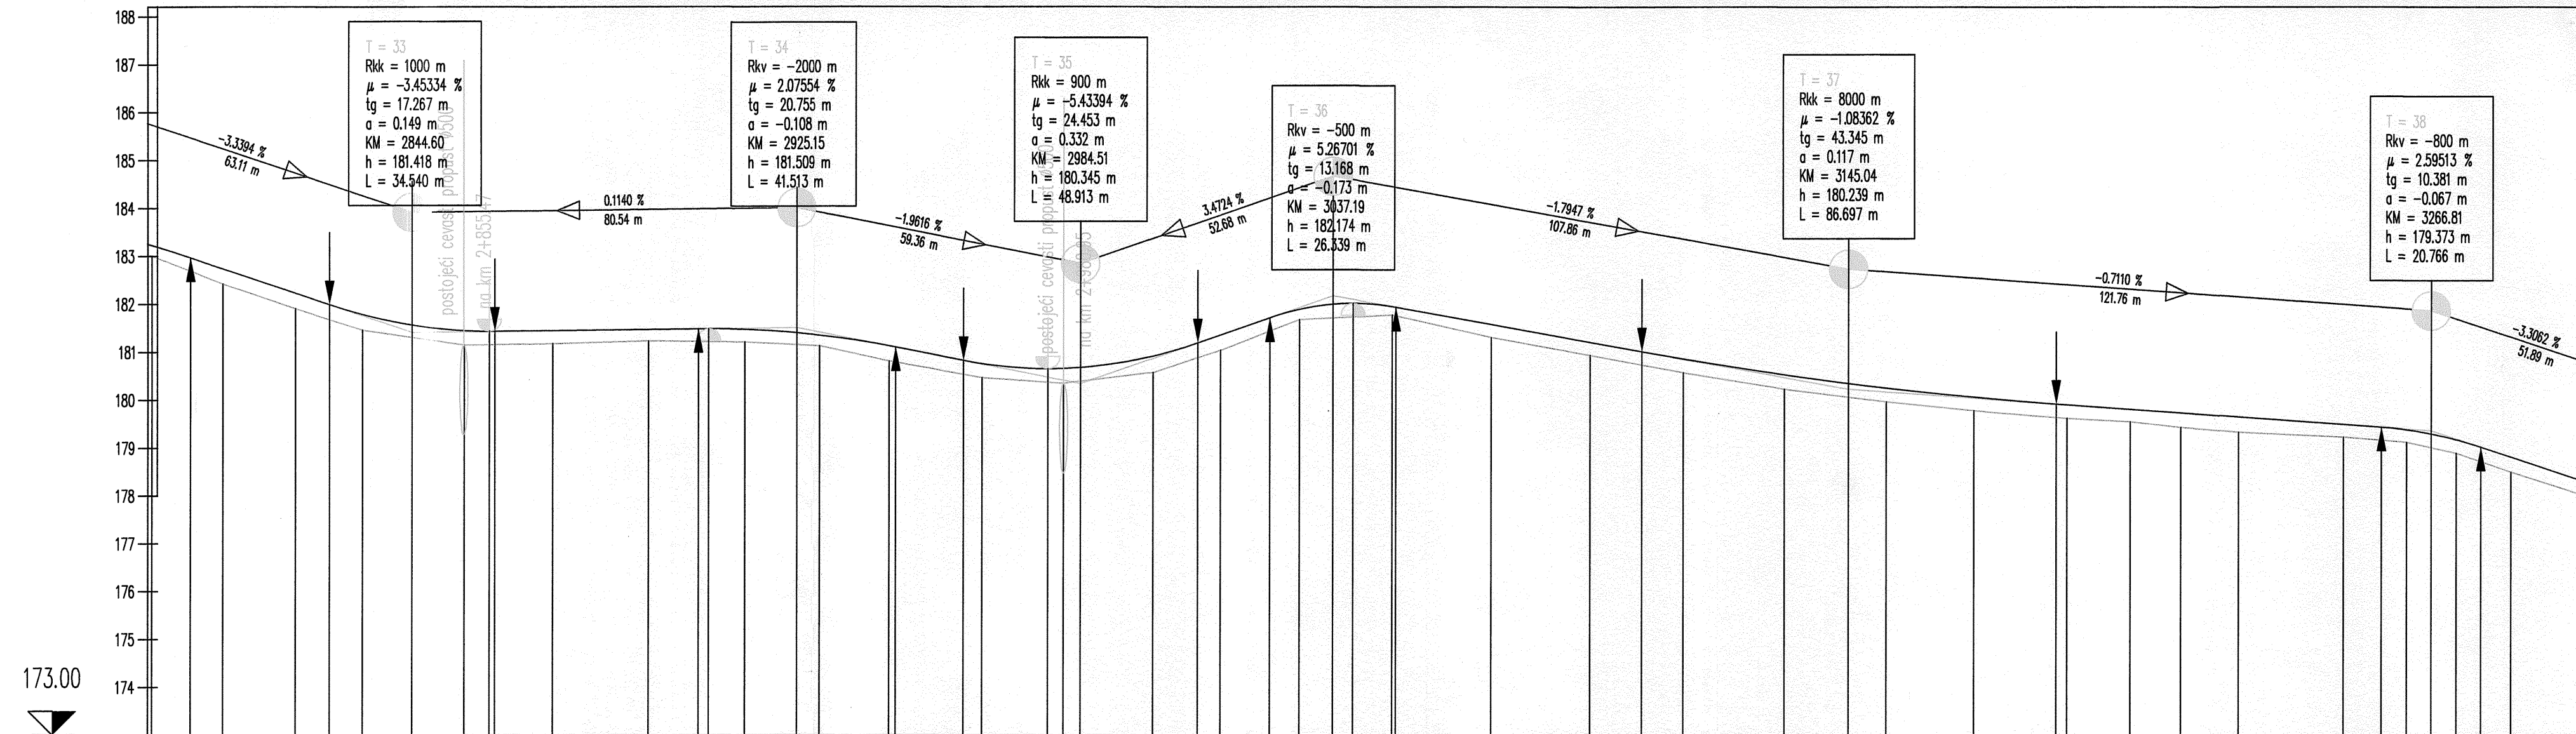 188
187
186
185
184
183
182
181
180
179
178
177
176
175
174
173.00
-3.3394 %
63.11 m
T = 33
Rkk = 1000 m
μ = -3.45334 %
tg = 17.267 m
a = 0.149 m
KM = 2844.60
h = 181.418 m
L = 34.540 m
postojeći cevosti propust ø500
na km 2+855.47
0.1140 %
80.54 m
T = 34
Rkv = -2000 m
μ = 2.07554 %
tg = 20.755 m
a = -0.108 m
KM = 2925.15
h = 181.509 m
L = 41.513 m
-1.9616 %
59.36 m
T = 35
Rkk = 900 m
μ = -5.43394 %
tg = 24.453 m
a = 0.332 m
KM = 2984.51
h = 180.345 m
L = 48.913 m
postojeći cevosti propust
na km
3.4724 %
52.68 m
T = 36
Rkv = -500 m
μ = 5.26701 %
tg = 13.168 m
a = -0.173 m
KM = 3037.19
h = 182.174 m
L = 26.339 m
-1.7947 %
107.86 m
T = 37
Rkk = 8000 m
μ = -1.08362 %
tg = 43.345 m
a = 0.117 m
KM = 3145.04
h = 180.239 m
L = 86.697 m
-0.7110 %
121.76 m
T = 38
Rkv = -800 m
μ = 2.59513 %
tg = 10.381 m
a = -0.067 m
KM = 3266.81
h = 179.373 m
L = 20.766 m
-3.3062 %
51.89 m